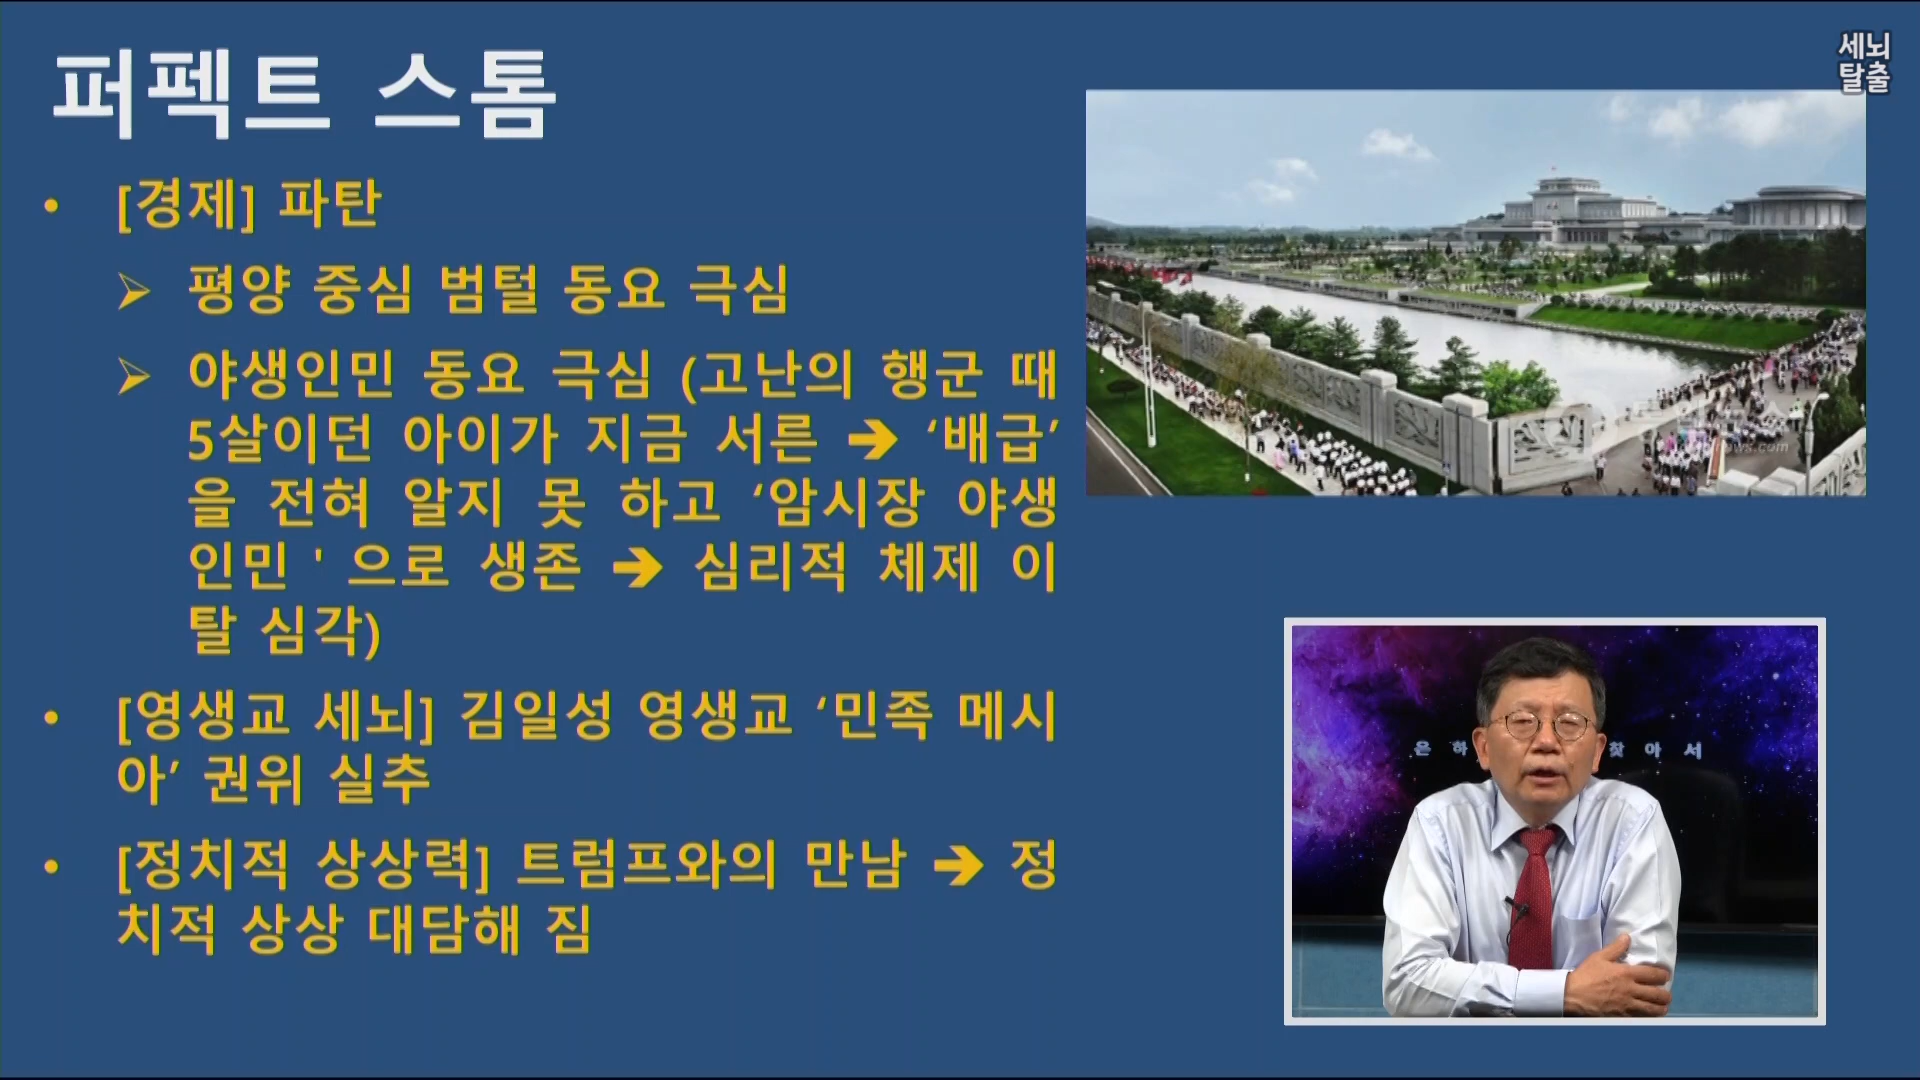 퍼펙트 스톰
세뇌
탈출
• [경제] 파탄
➢ 평양 중심 범털 동요 극심
➢ 야생인민 동요 극심 (고난의 행군 때
5살이던 아이가 지금 서른 ➔ ‘배급’
을 전혀 알지 못 하고 ‘암시장 야생
인민 ' 으로 생존 ➔ 심리적 체제 이
탈 심각)
• [영생교 세뇌] 김일성 영생교 ‘민족 메시
아’ 권위 실추
• [정치적 상상력] 트럼프와의 만남 ➔ 정
치적 상상 대담해 짐
은 하 찾 아 서